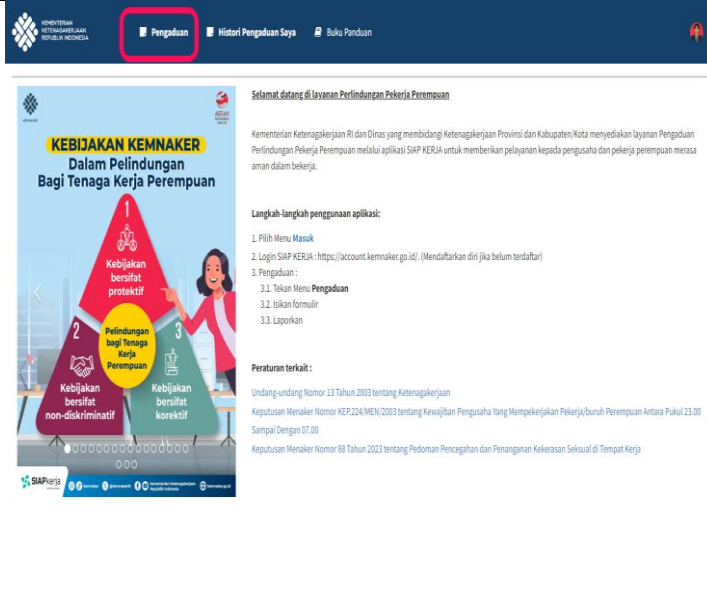 KEMENTERIAN
KETENAGAKERJAAN
REPUBLIK INDONESIA
Pengaduan
Histori Pengaduan Saya
Buku Panduan
KEBIJAKAN KEMNAKER
Dalam Pelindungan
Bagi Tenaga Kerja Perempuan
1
Kebijakan
bersifat
protektif
Pelindungan
bagi Tenaga
Kerja
Perempuan
2
Kebijakan
bersifat
non-diskriminatif
3
Kebijakan
bersifat
korektif
SIAPkerja
kemnaker
Kementerian Ketenagakerjaan
Republik Indonesia
kemnaker.go.id
Selamat datang di layanan Perlindungan Pekerja Perempuan
Kementerian Ketenagakerjaan RI dan Dinas yang membidangi Ketenagakerjaan Provinsi dan Kabupaten/Kota menyediakan layanan Pengaduan
Perlindungan Pekerja Perempuan melalui aplikasi SIAP KERJA untuk memberikan pelayanan kepada pengusaha dan pekerja perempuan merasa
aman dalam bekerja.
Langkah-langkah penggunaan aplikasi:
1. Pilih Menu Masuk
2. Login SIAP KERJA : https://account.kemnaker.go.id/. (Mendaftarkan diri jika belum terdaftar)
3. Pengaduan :
3.1. Tekan Menu Pengaduan
3.2. Isikan formulir
3.3. Laporkan
Peraturan terkait :
Undang-undang Nomor 13 Tahun 2003 tentang Ketenagakerjaan
Keputusan Menaker Nomor KEP.224/MEN/2003 tentang Kewajiban Pengusaha Yang Mempekerjakan Pekerja/buruh Perempuan Antara Pukul 23.00
Sampai Dengan 07.00
Keputusan Menaker Nomor 88 Tahun 2023 tentang Pedoman Pencegahan dan Penanganan Kekerasan Seksual di Tempat Kerja